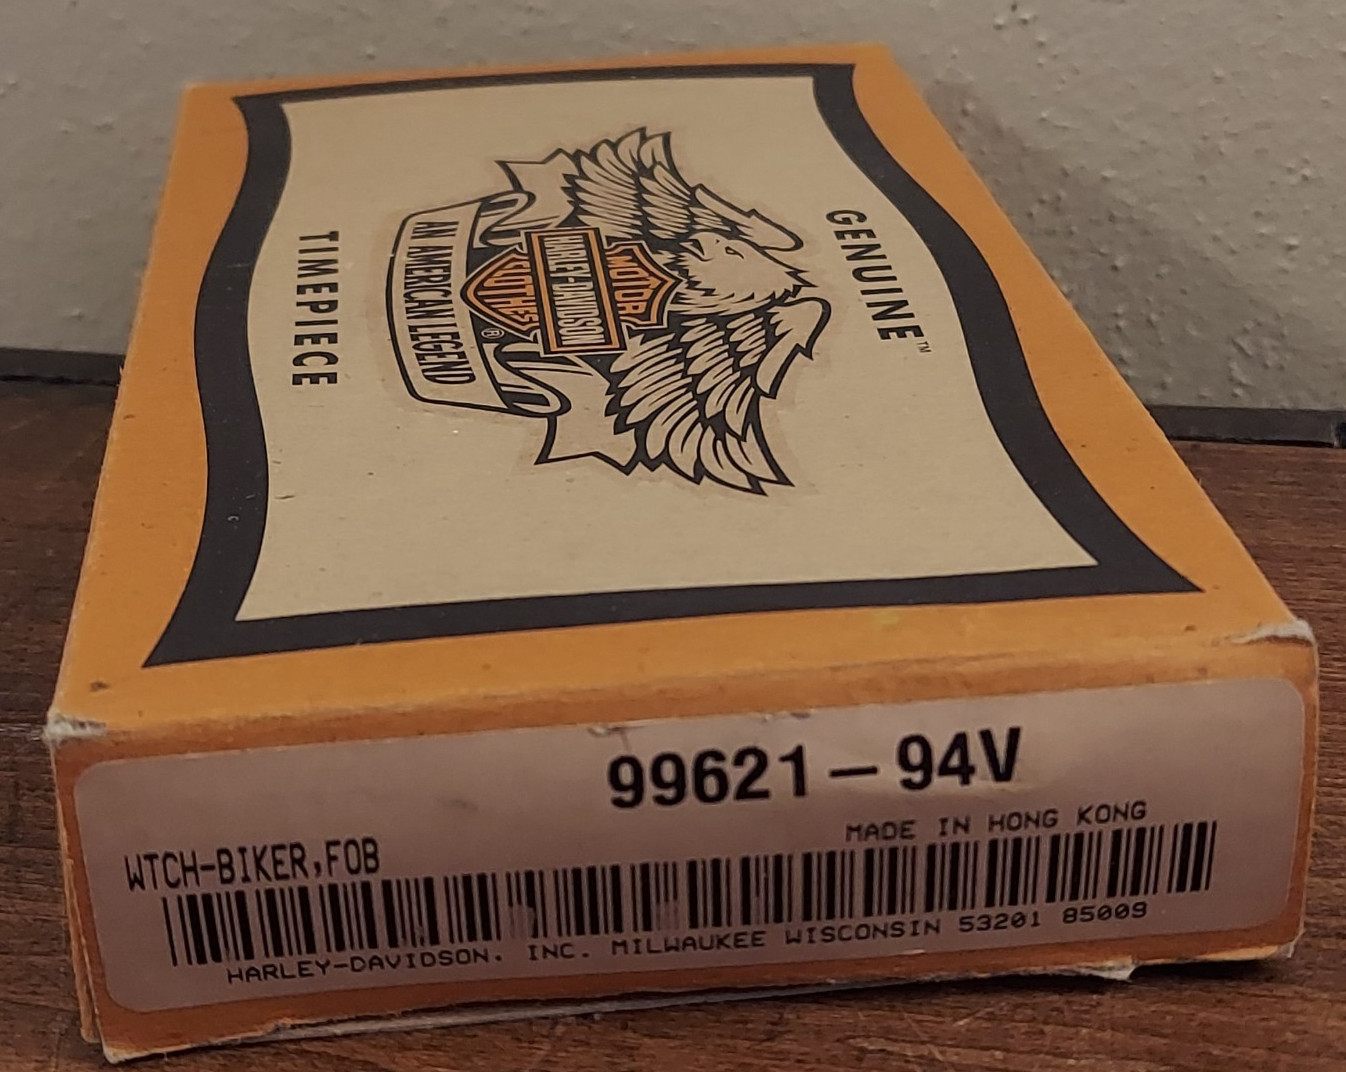 GENUINE™
MOTOR
HARLEY-DAVIDSON
CLOTHES
®
AN AMERICAN LEGEND
TIMEPIECE
99621-94V
MADE IN HONG KONG
WTCH-BIKER,FOB
HARLEY-DAVIDSON. INC. MILWAUKEE WISCONSIN 53201 85009